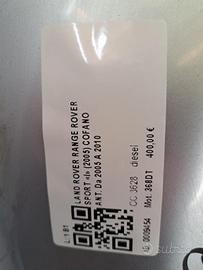 LAND ROVER RANGE ROVER
SPORT «I» (2005) COFANO
ANT. Da 2005 A 2010
CC 3628 diesel
Mot. 368DT 400,00 €